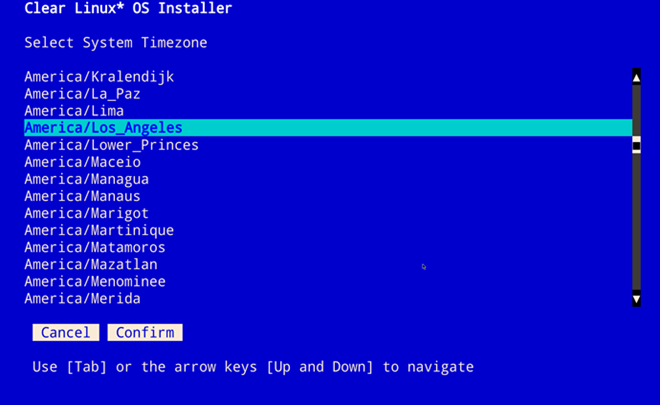 Clear Linux* OS Installer
Select System Timezone
America/Kralendijk
America/La_Paz
America/Lima
America/Los_Angeles
America/Lower_Princes
America/Maceio
America/Managua
America/Manaus
America/Marigot
America/Martinique
America/Matamoros
America/Mazatlan
America/Menominee
America/Merida
Cancel Confirm
Use [Tab] or the arrow keys [Up and Down] to navigate